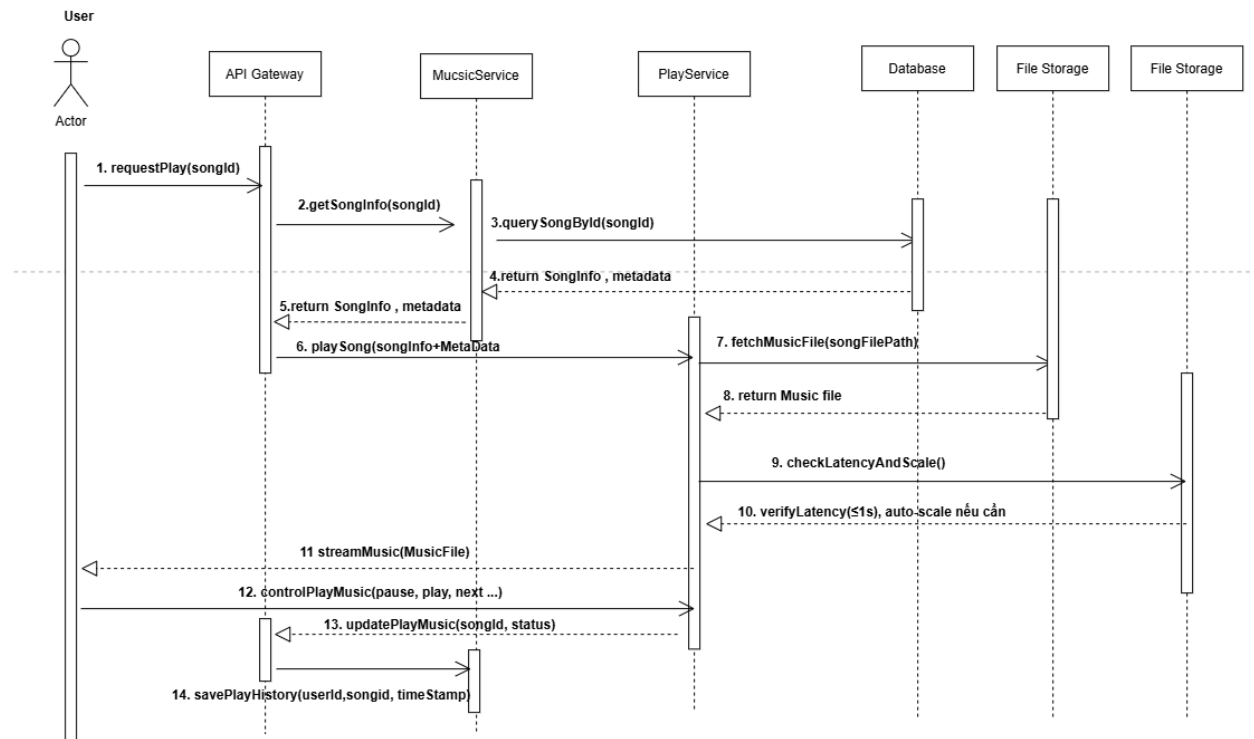 User
Actor
API Gateway
MucsicService
PlayService
Database
File Storage
File Storage
1. requestPlay(songId)
2.getSongInfo(songId)
3.querySongById(songId)
4.return SongInfo , metadata
5.return SongInfo , metadata
6. playSong(songInfo+MetaData
7. fetchMusicFile(songFilePath)
8. return Music file
9. checkLatencyAndScale()
10. verifyLatency(≤1s), auto-scale nếu cần
11 streamMusic(MusicFile)
12. controlPlayMusic(pause, play, next ...)
13. updatePlayMusic(songId, status)
14. savePlayHistory(userId,songid, timeStamp)